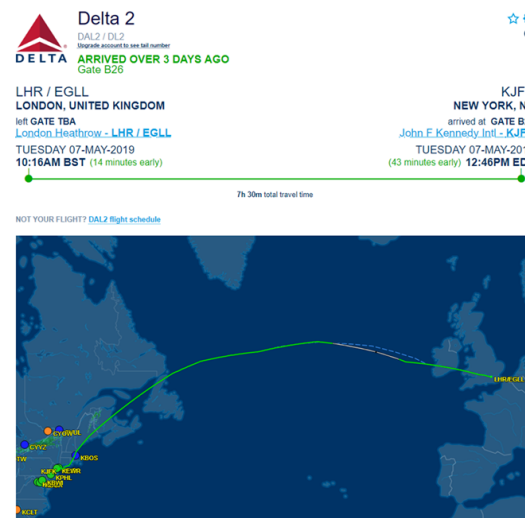 Delta 2
DAL2 / DL2
Upgrade account to see tail number
DELTA
ARRIVED OVER 3 DAYS AGO
Gate B26
LHR / EGLL
LONDON, UNITED KINGDOM
left GATE TBA
London Heathrow - LHR / EGLL
TUESDAY 07-MAY-2019
10:16AM BST (14 minutes early)
KJF
NEW YORK, N
arrived at GATE B
John F Kennedy Intl - KJF
TUESDAY 07-MAY-201
(43 minutes early) 12:46PM ED
7h 30m total travel time
NOT YOUR FLIGHT? DAL2 flight schedule
LHR/EGLL
CYOW
CYYZ
KBOS
KJFK
KEWR
KPHL
KCLT